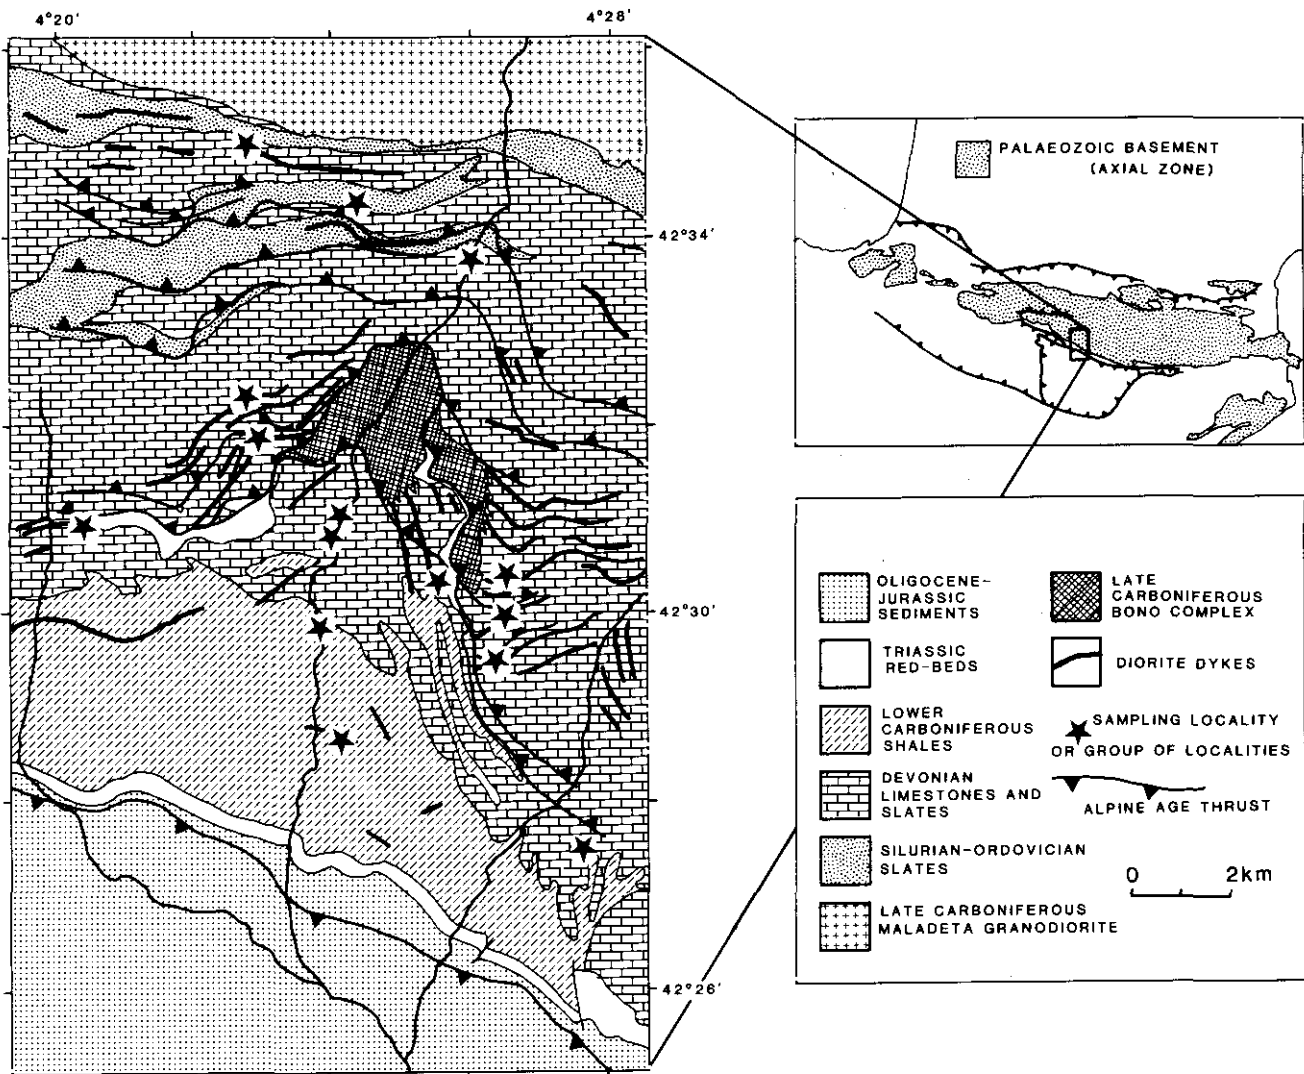 4°20'
4°28'
42°34'
42°30'
42°26'
PALAEOZOIC BASEMENT
(AXIAL ZONE)
OLIGOCENE-
JURASSIC
SEDIMENTS
TRIASSIC
RED-BEDS
LOWER
CARBONIFEROUS
SHALES
DEVONIAN
LIMESTONES AND
SLATES
SILURIAN-ORDOVICIAN
SLATES
LATE CARBONIFEROUS
MALADETA GRANODIORITE
LATE
CARBONIFEROUS
BONO COMPLEX
DIORITE DYKES
SAMPLING LOCALITY
OR GROUP OF LOCALITIES
ALPINE AGE THRUST
0 2km